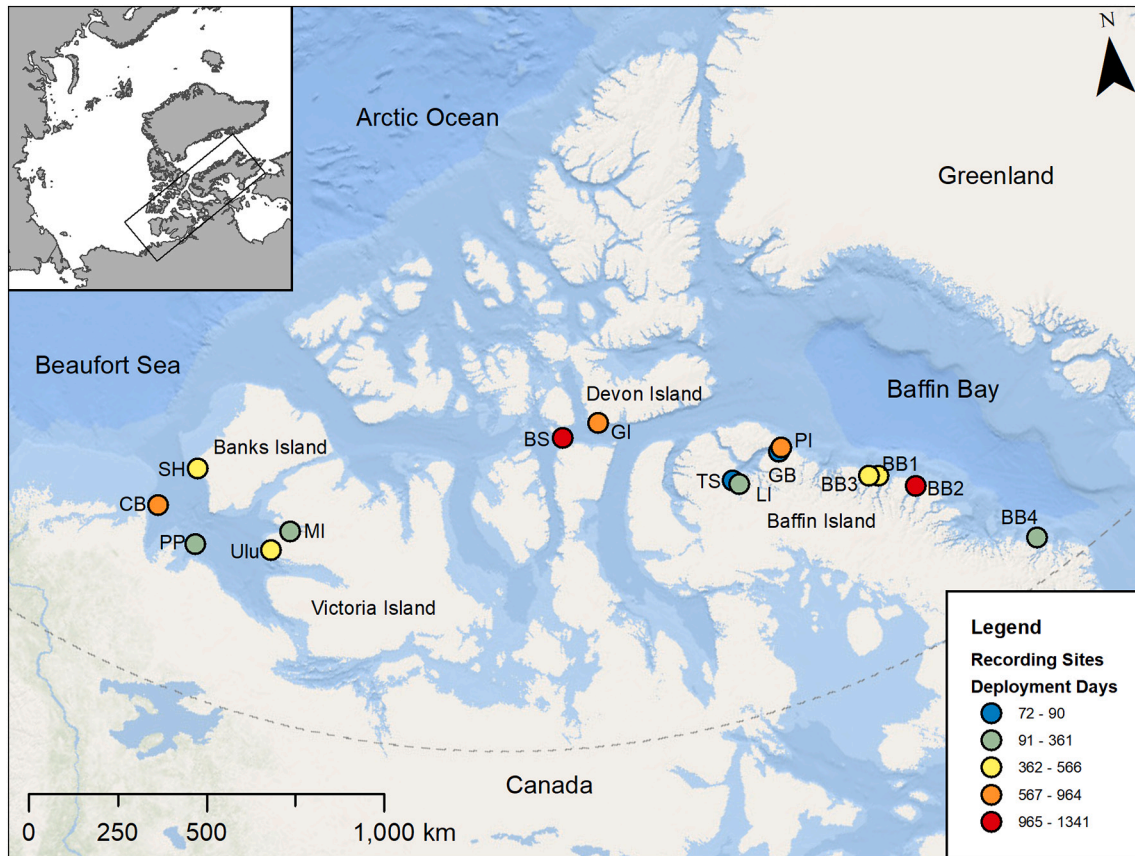 N
Arctic Ocean
Greenland
Beaufort Sea
Baffin Bay
Devon Island
GI
BS
Banks Island
SH
PI
GB
BB1
BB3
TS
LI
BB2
CB
Baffin Island
BB4
MI
PP
Ulu
Victoria Island
Canada
0 250 500 1,000 km
Legend
Recording Sites
Deployment Days
72 - 90
91 - 361
362 - 566
567 - 964
965 - 1341